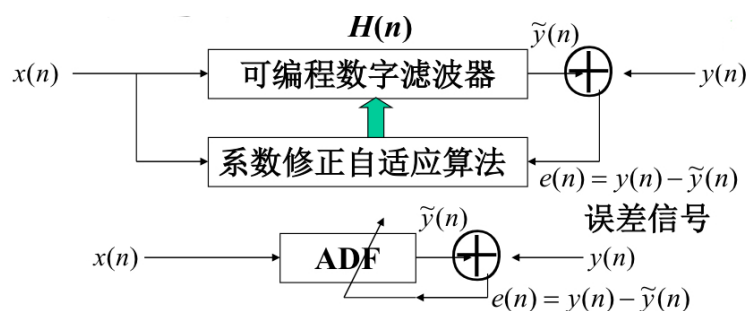 H(n)
x(n) 可编程数字滤波器 ỹ(n) y(n)
系数修正自适应算法 e(n) = y(n) − ỹ(n)
误差信号
x(n) ADF ỹ(n) y(n)
e(n) = y(n) − ỹ(n)